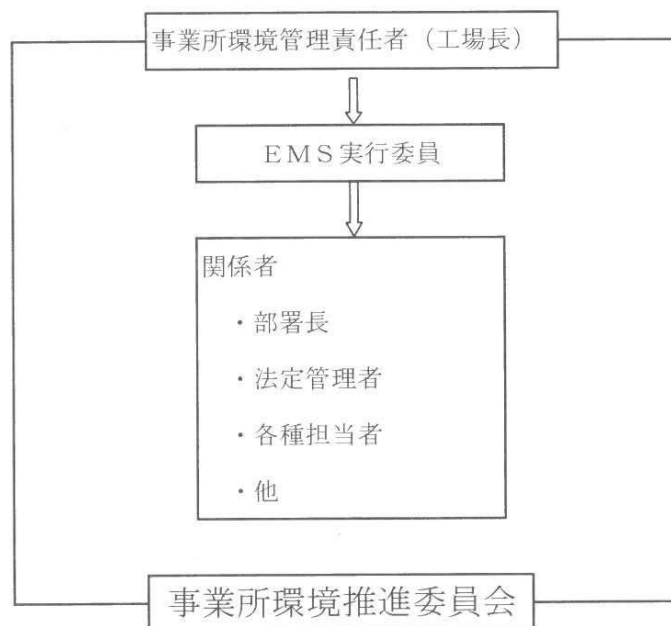 事業所環境管理責任者（工場長）
ＥＭＳ実行委員
関係者
・部署長
・法定管理者
・各種担当者
・他
事業所環境推進委員会